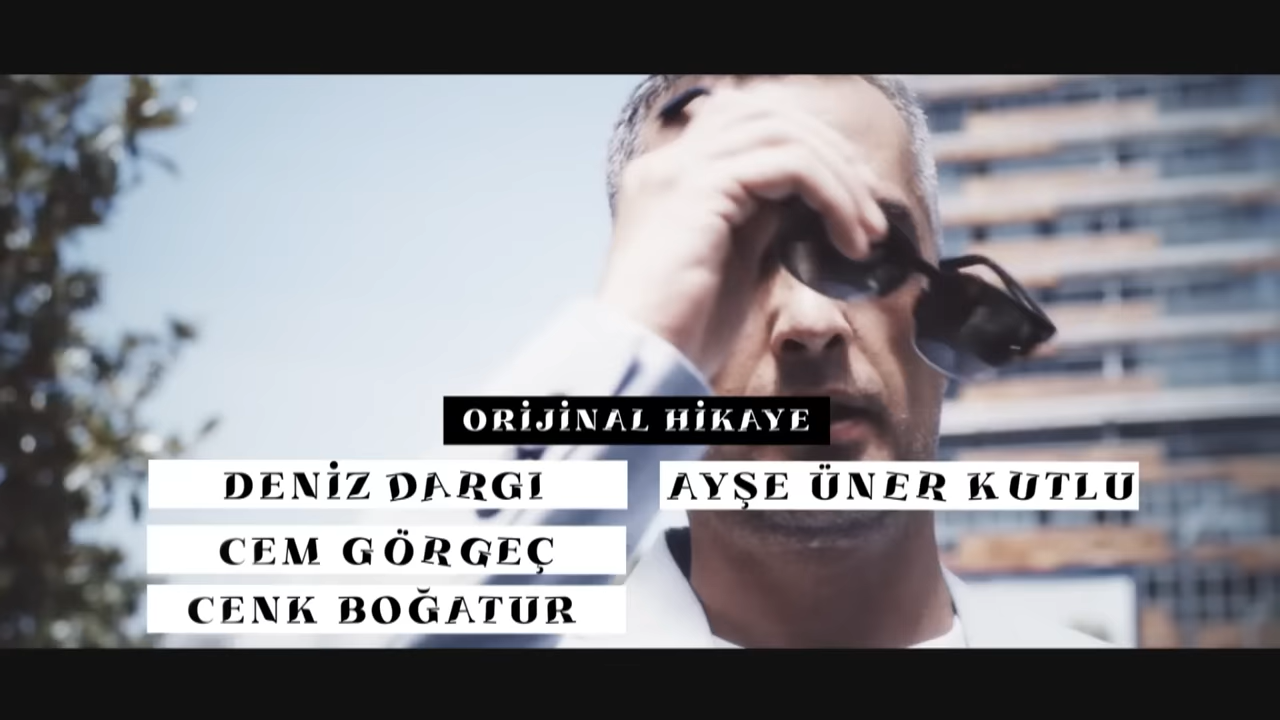 ORİJİNAL HİKAYE
DENİZ DARGI
AYŞE ÜNER KUTLU
CEM GÖRGEÇ
CENK BOĞATUR